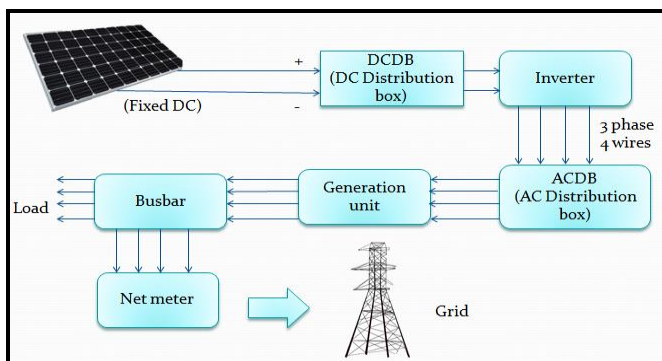 +
DCDB
(DC Distribution
box)
Inverter
(Fixed DC)
-
3 phase
4 wires
Load
Busbar
Generation
unit
ACDB
(AC Distribution
box)
Net meter
Grid